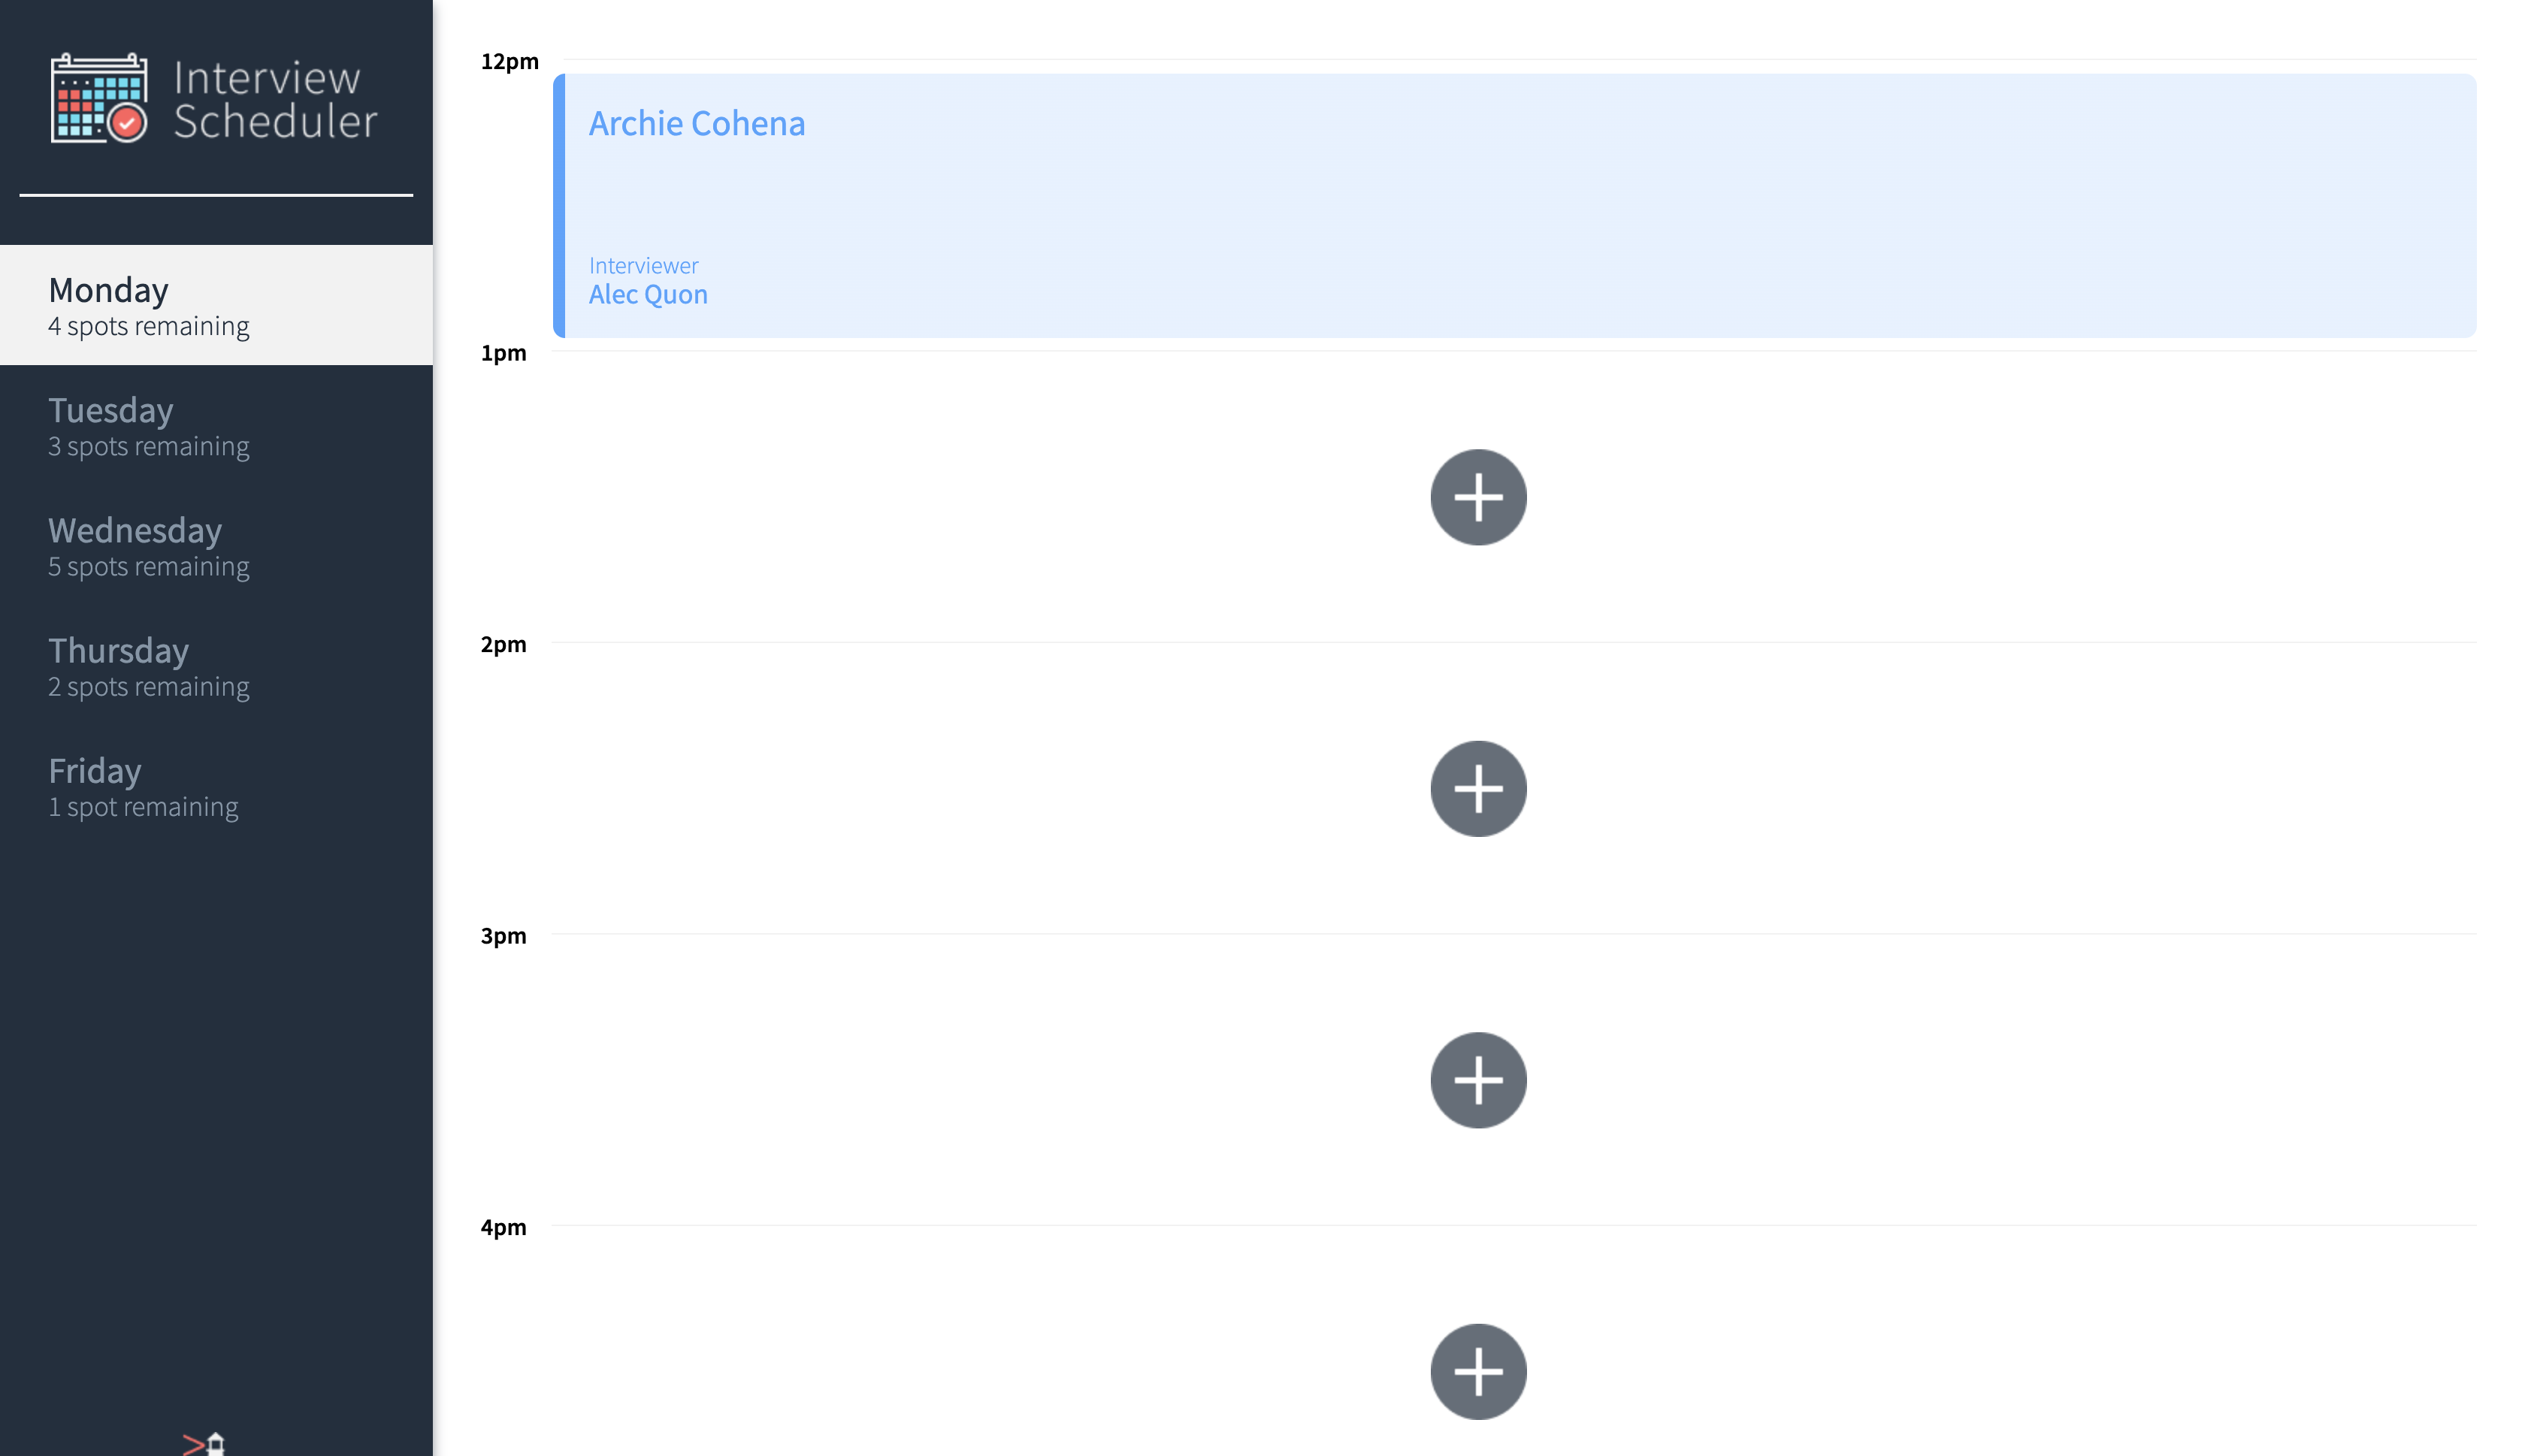 Interview
Scheduler
Monday
4 spots remaining
Tuesday
3 spots remaining
Wednesday
5 spots remaining
Thursday
2 spots remaining
Friday
1 spot remaining
12pm
Archie Cohena
Interviewer
Alec Quon
1pm
2pm
3pm
4pm